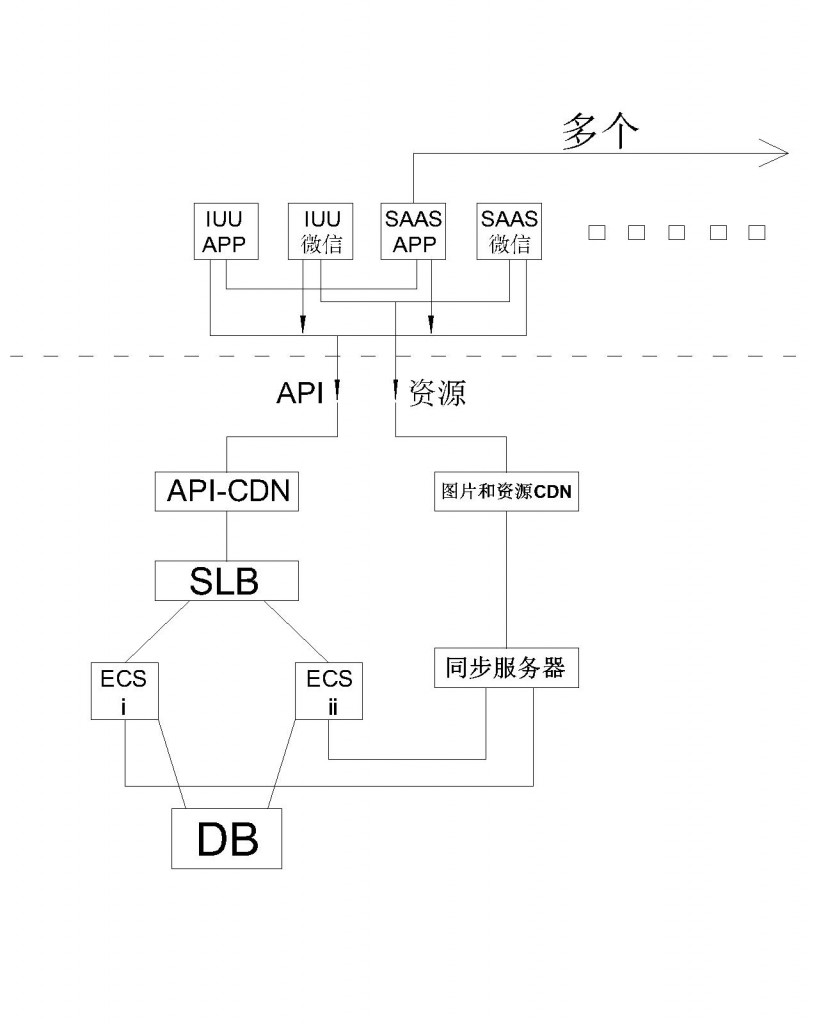 多个
IUU
APP
IUU
微信
SAAS
APP
SAAS
微信
API
资源
API-CDN
图片和资源CDN
SLB
同步服务器
ECS
i
ECS
ii
DB